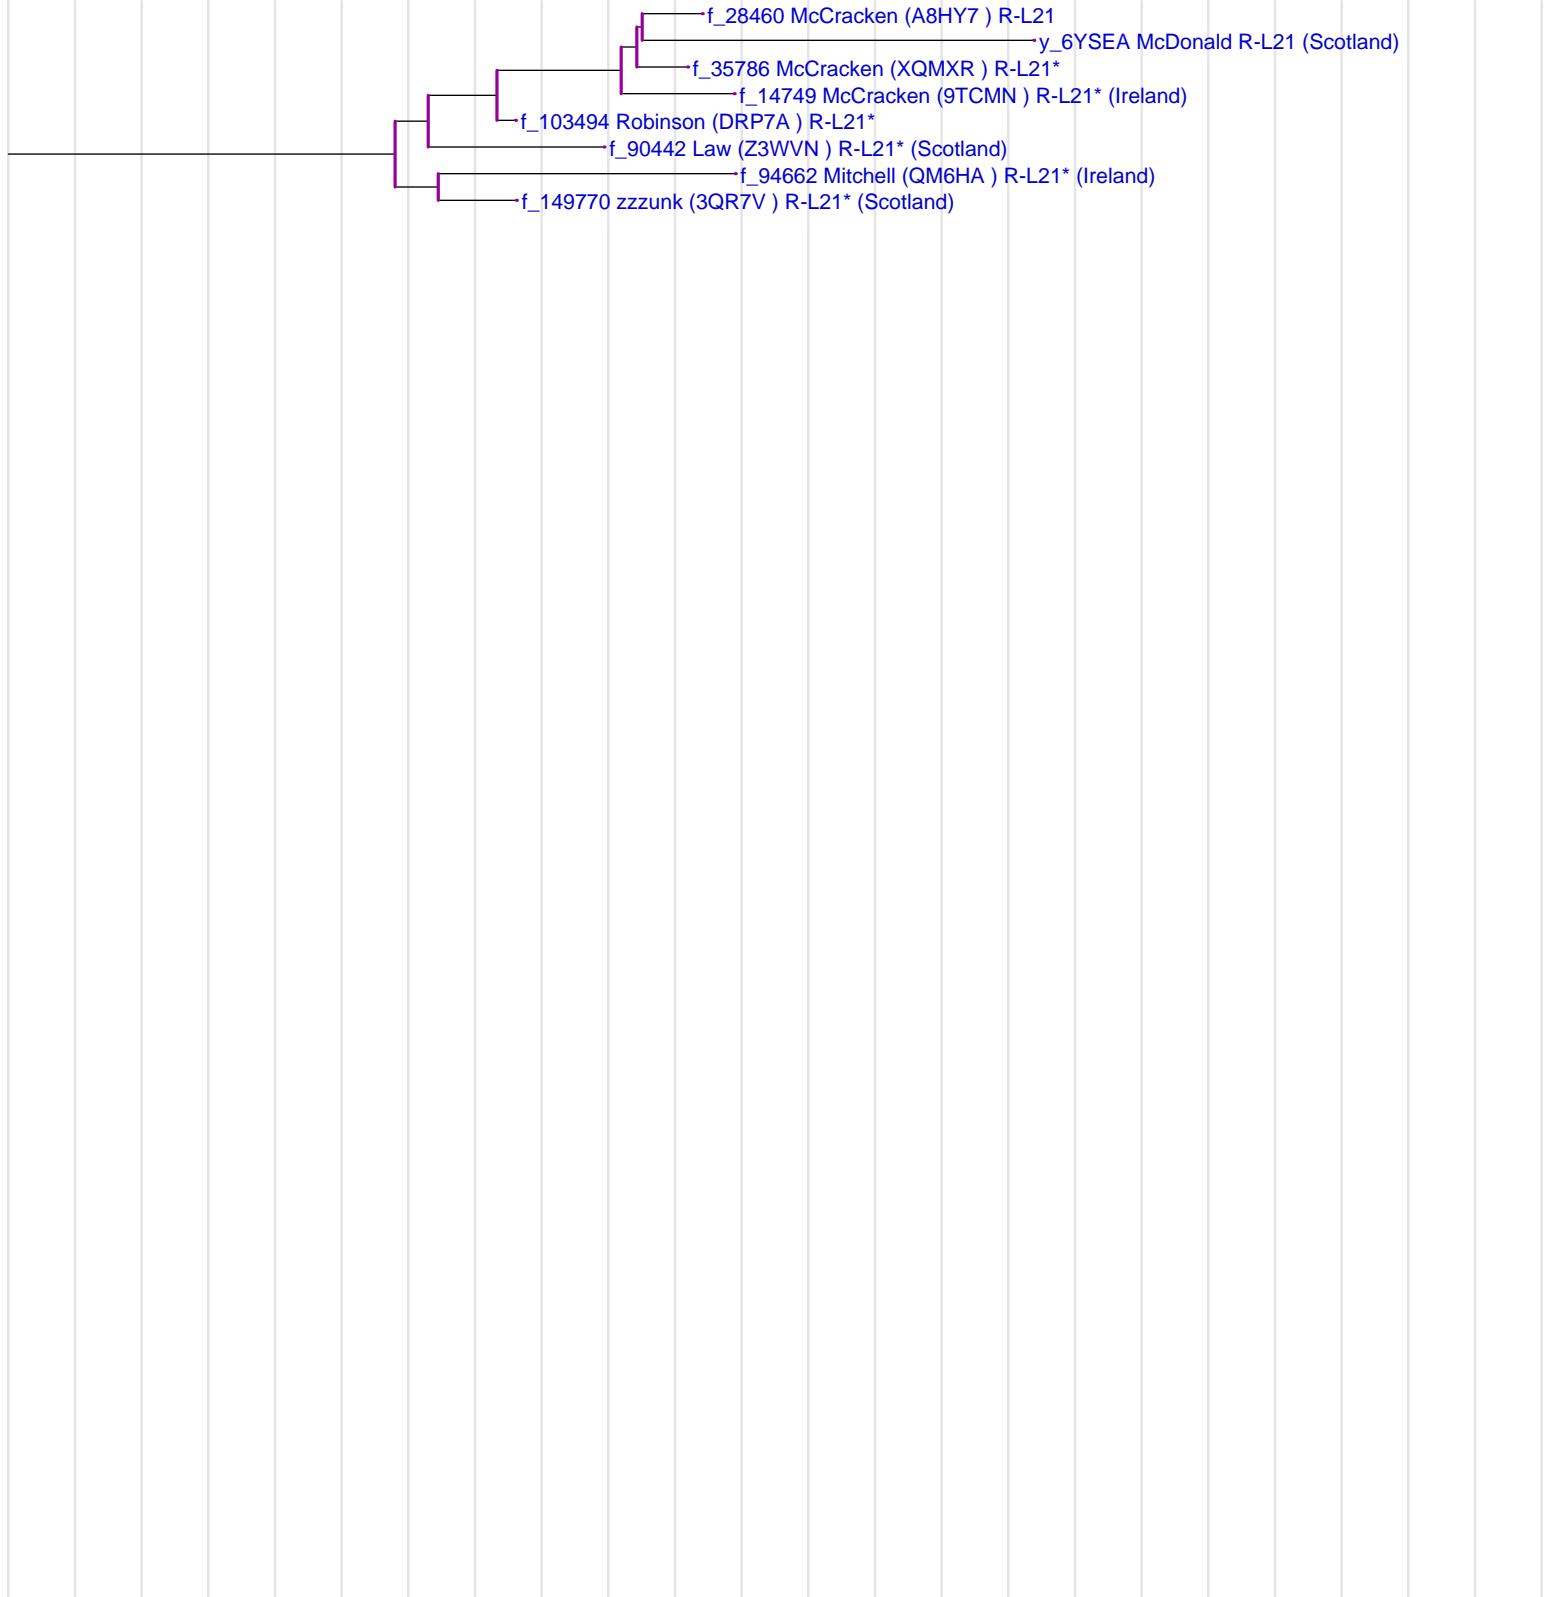 f_28460 McCracken (A8HY7 ) R-L21
y_6YSEA McDonald R-L21 (Scotland)
f_35786 McCracken (XQMXR ) R-L21*
f_14749 McCracken (9TCMN ) R-L21* (Ireland)
f_103494 Robinson (DRP7A ) R-L21*
f_90442 Law (Z3WVN ) R-L21* (Scotland)
f_94662 Mitchell (QM6HA ) R-L21* (Ireland)
f_149770 zzzunk (3QR7V ) R-L21* (Scotland)